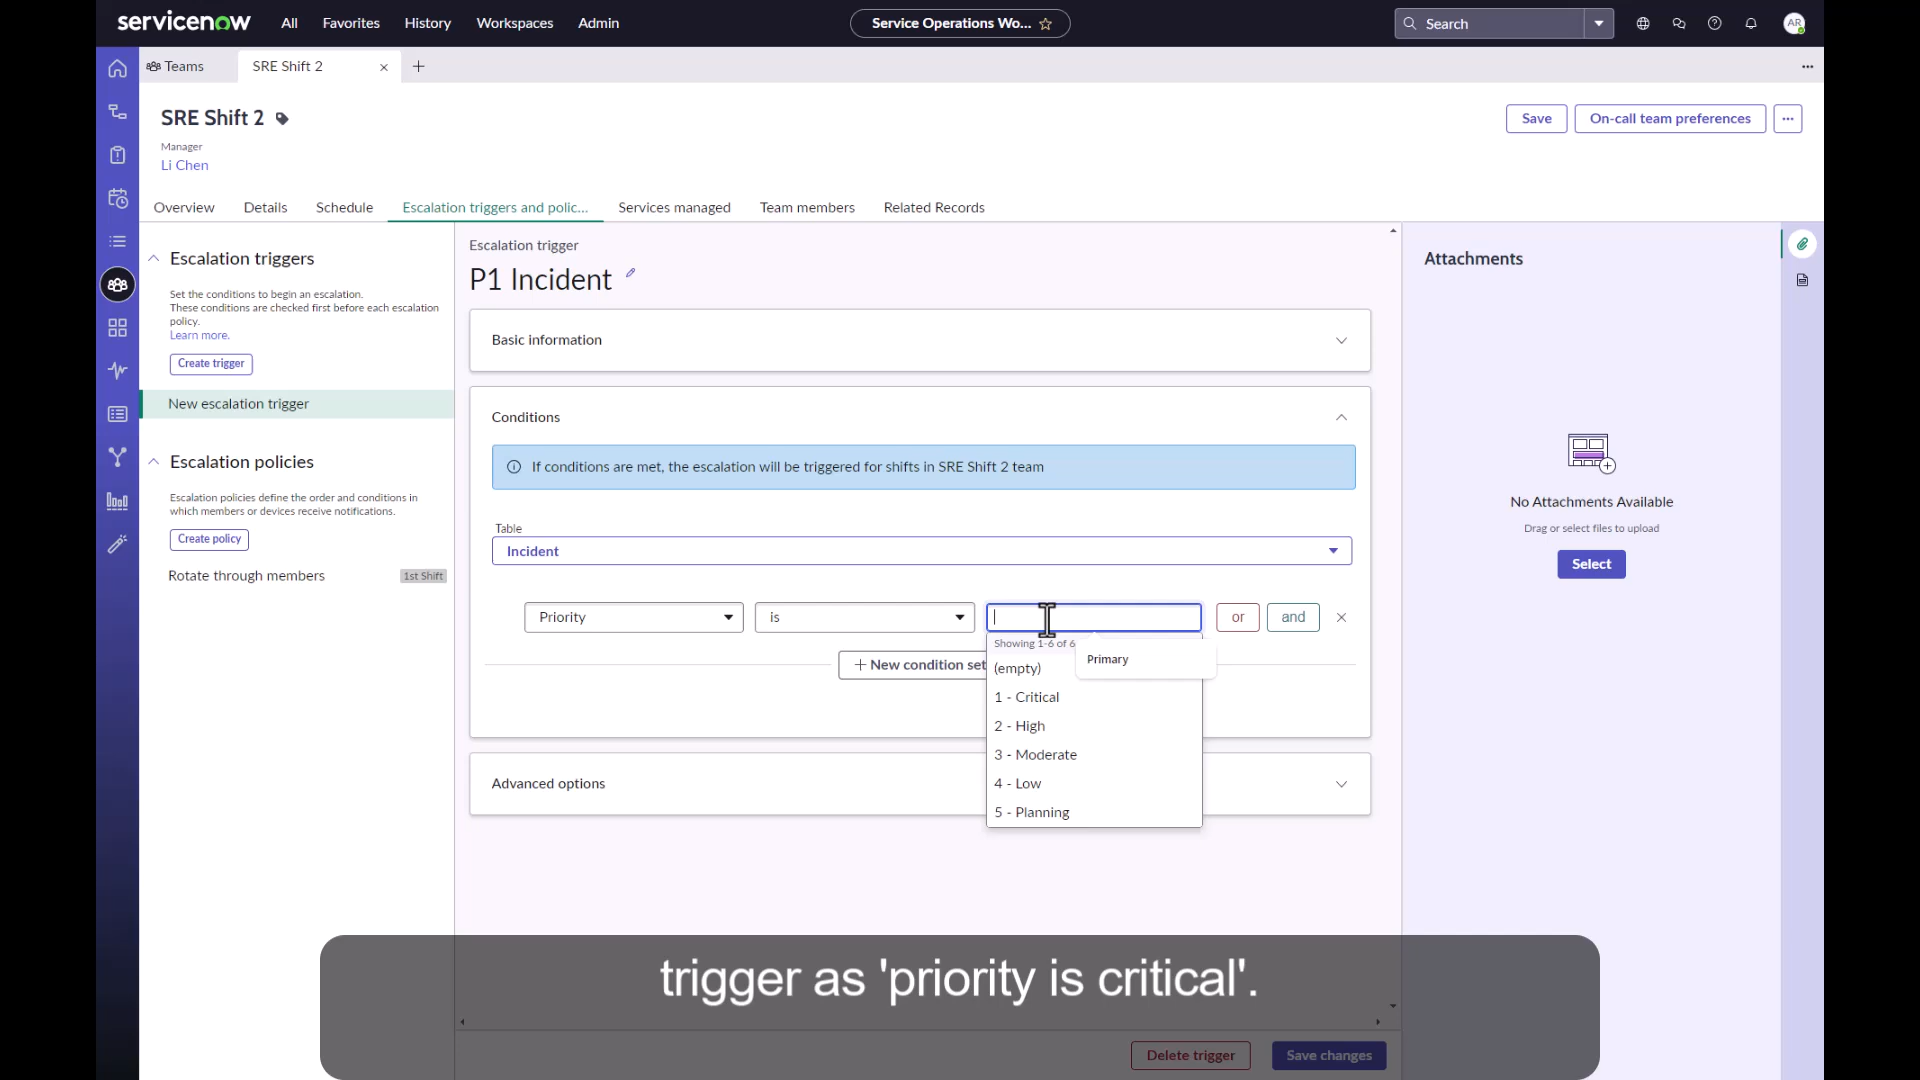 servicenow
All
Favorites
History
Workspaces
Admin
Service Operations Wo...
Search
AR
Teams
SRE Shift 2
SRE Shift 2
Save
On-call team preferences
Manager
Li Chen
Overview
Details
Schedule
Escalation triggers and polic...
Services managed
Team members
Related Records
Escalation triggers
Set the conditions to begin an escalation.
These conditions are checked first before each escalation
policy.
Learn more.
Create trigger
New escalation trigger
Escalation policies
Escalation policies define the order and conditions in
which members or devices receive notifications.
Create policy
Rotate through members
1st Shift
Escalation trigger
P1 Incident
Basic information
Conditions
If conditions are met, the escalation will be triggered for shifts in SRE Shift 2 team
Table
Incident
Priority
is
or
and
Showing 1-6 of 6
Primary
+ New condition set
(empty)
1 - Critical
2 - High
3 - Moderate
4 - Low
5 - Planning
Advanced options
Attachments
No Attachments Available
Drag or select files to upload
Select
trigger as 'priority is critical'.
Delete trigger
Save changes